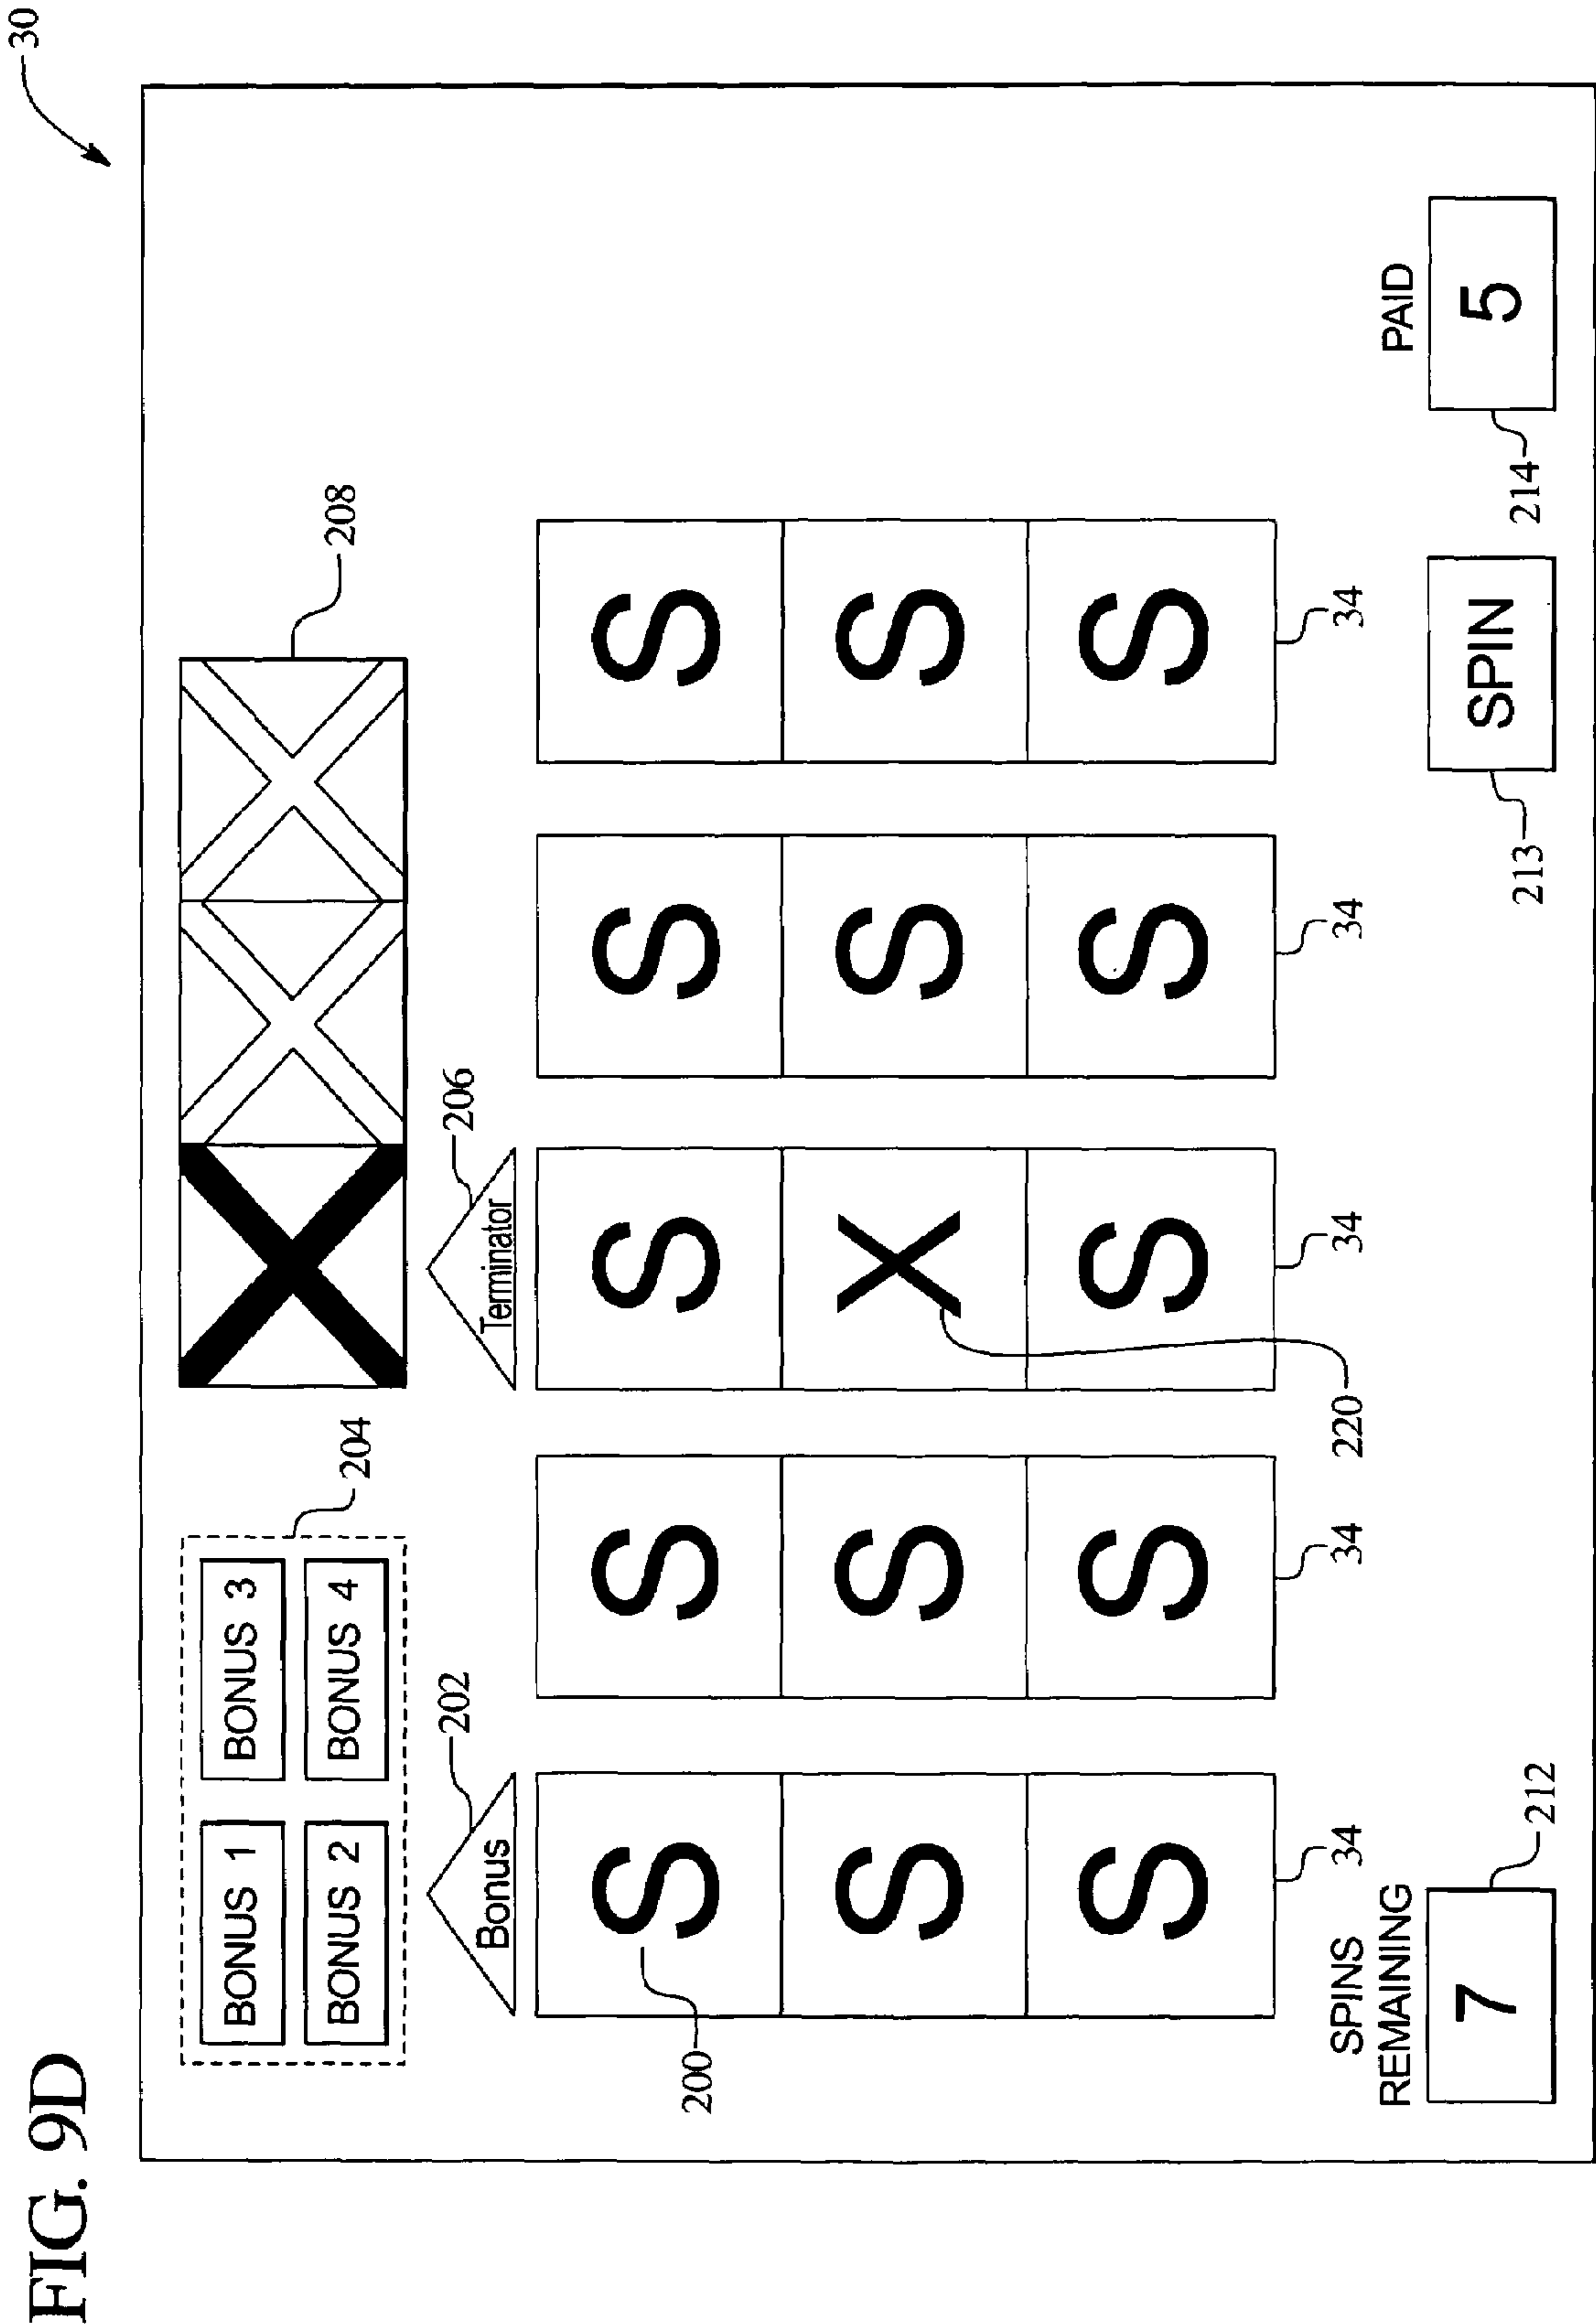 FIG. 9D
30
BONUS 1 BONUS 3
BONUS 2 BONUS 4
204
208
Bonus
202
Terminator
206
S S S S S
200
S S X S S
S S S S S
34 34 34 34 34
220
SPINS
REMAINING
7
212
SPIN
213
PAID
5
214